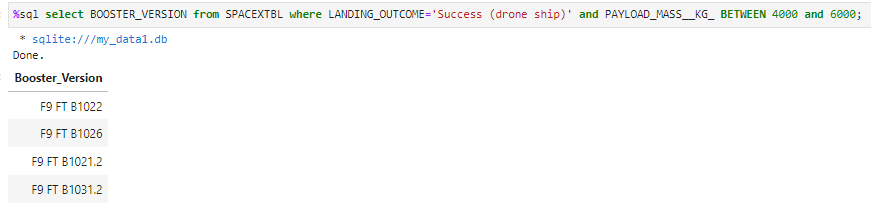 %sql select BOOSTER_VERSION from SPACEXTBL where LANDING_OUTCOME='Success (drone ship)' and PAYLOAD_MASS__KG_ BETWEEN 4000 and 6000;
* sqlite:///my_data1.db
Done.
Booster_Version
F9 FT B1022
F9 FT B1026
F9 FT B1021.2
F9 FT B1031.2